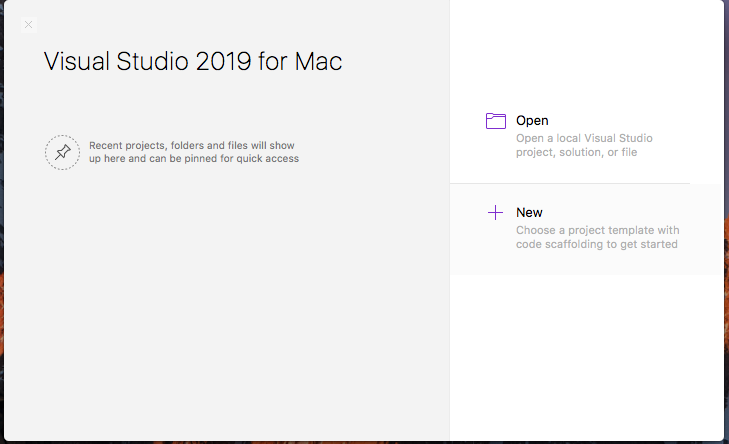 Visual Studio 2019 for Mac
Recent projects, folders and files will show
up here and can be pinned for quick access
Open
Open a local Visual Studio
project, solution, or file
New
Choose a project template with
code scaffolding to get started